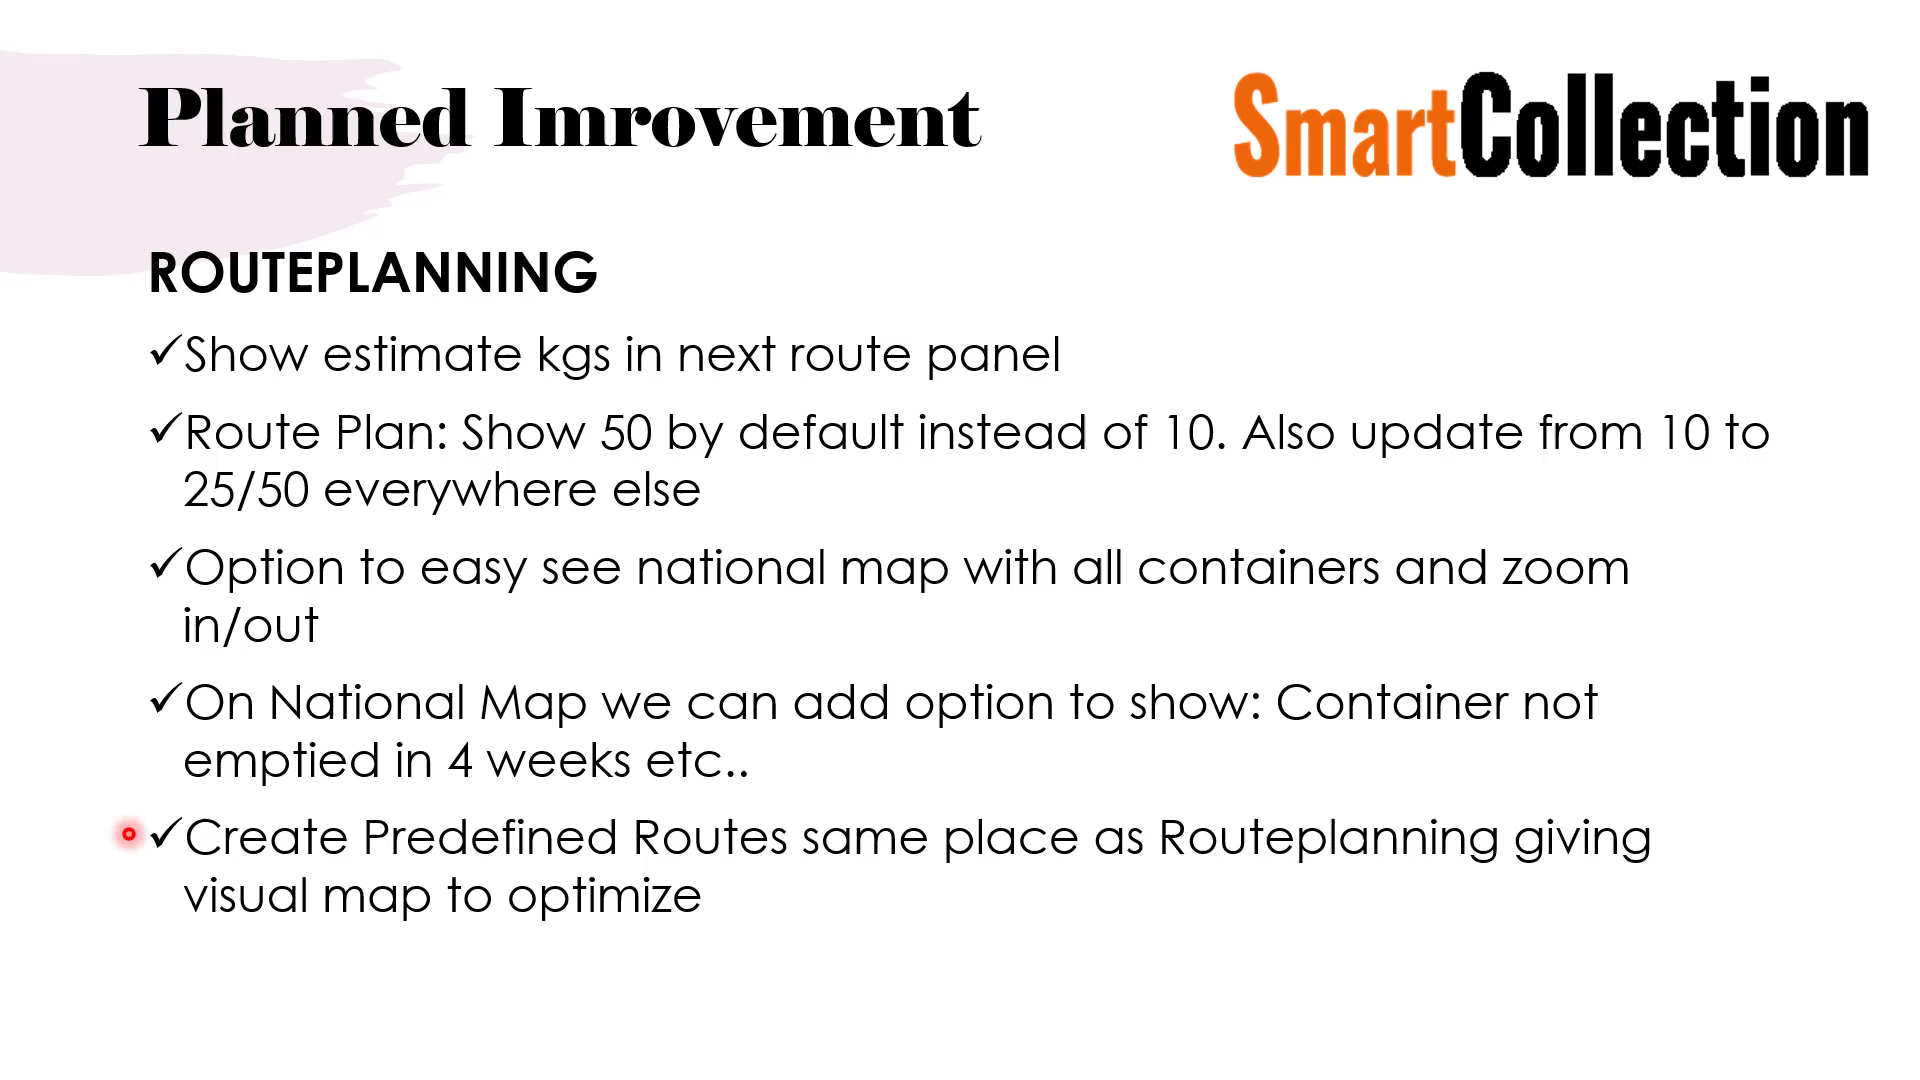 Planned Imrovement
SmartCollection
ROUTEPLANNING
✓Show estimate kgs in next route panel
✓Route Plan: Show 50 by default instead of 10. Also update from 10 to
25/50 everywhere else
✓Option to easy see national map with all containers and zoom
in/out
✓On National Map we can add option to show: Container not
emptied in 4 weeks etc..
✓Create Predefined Routes same place as Routeplanning giving
visual map to optimize